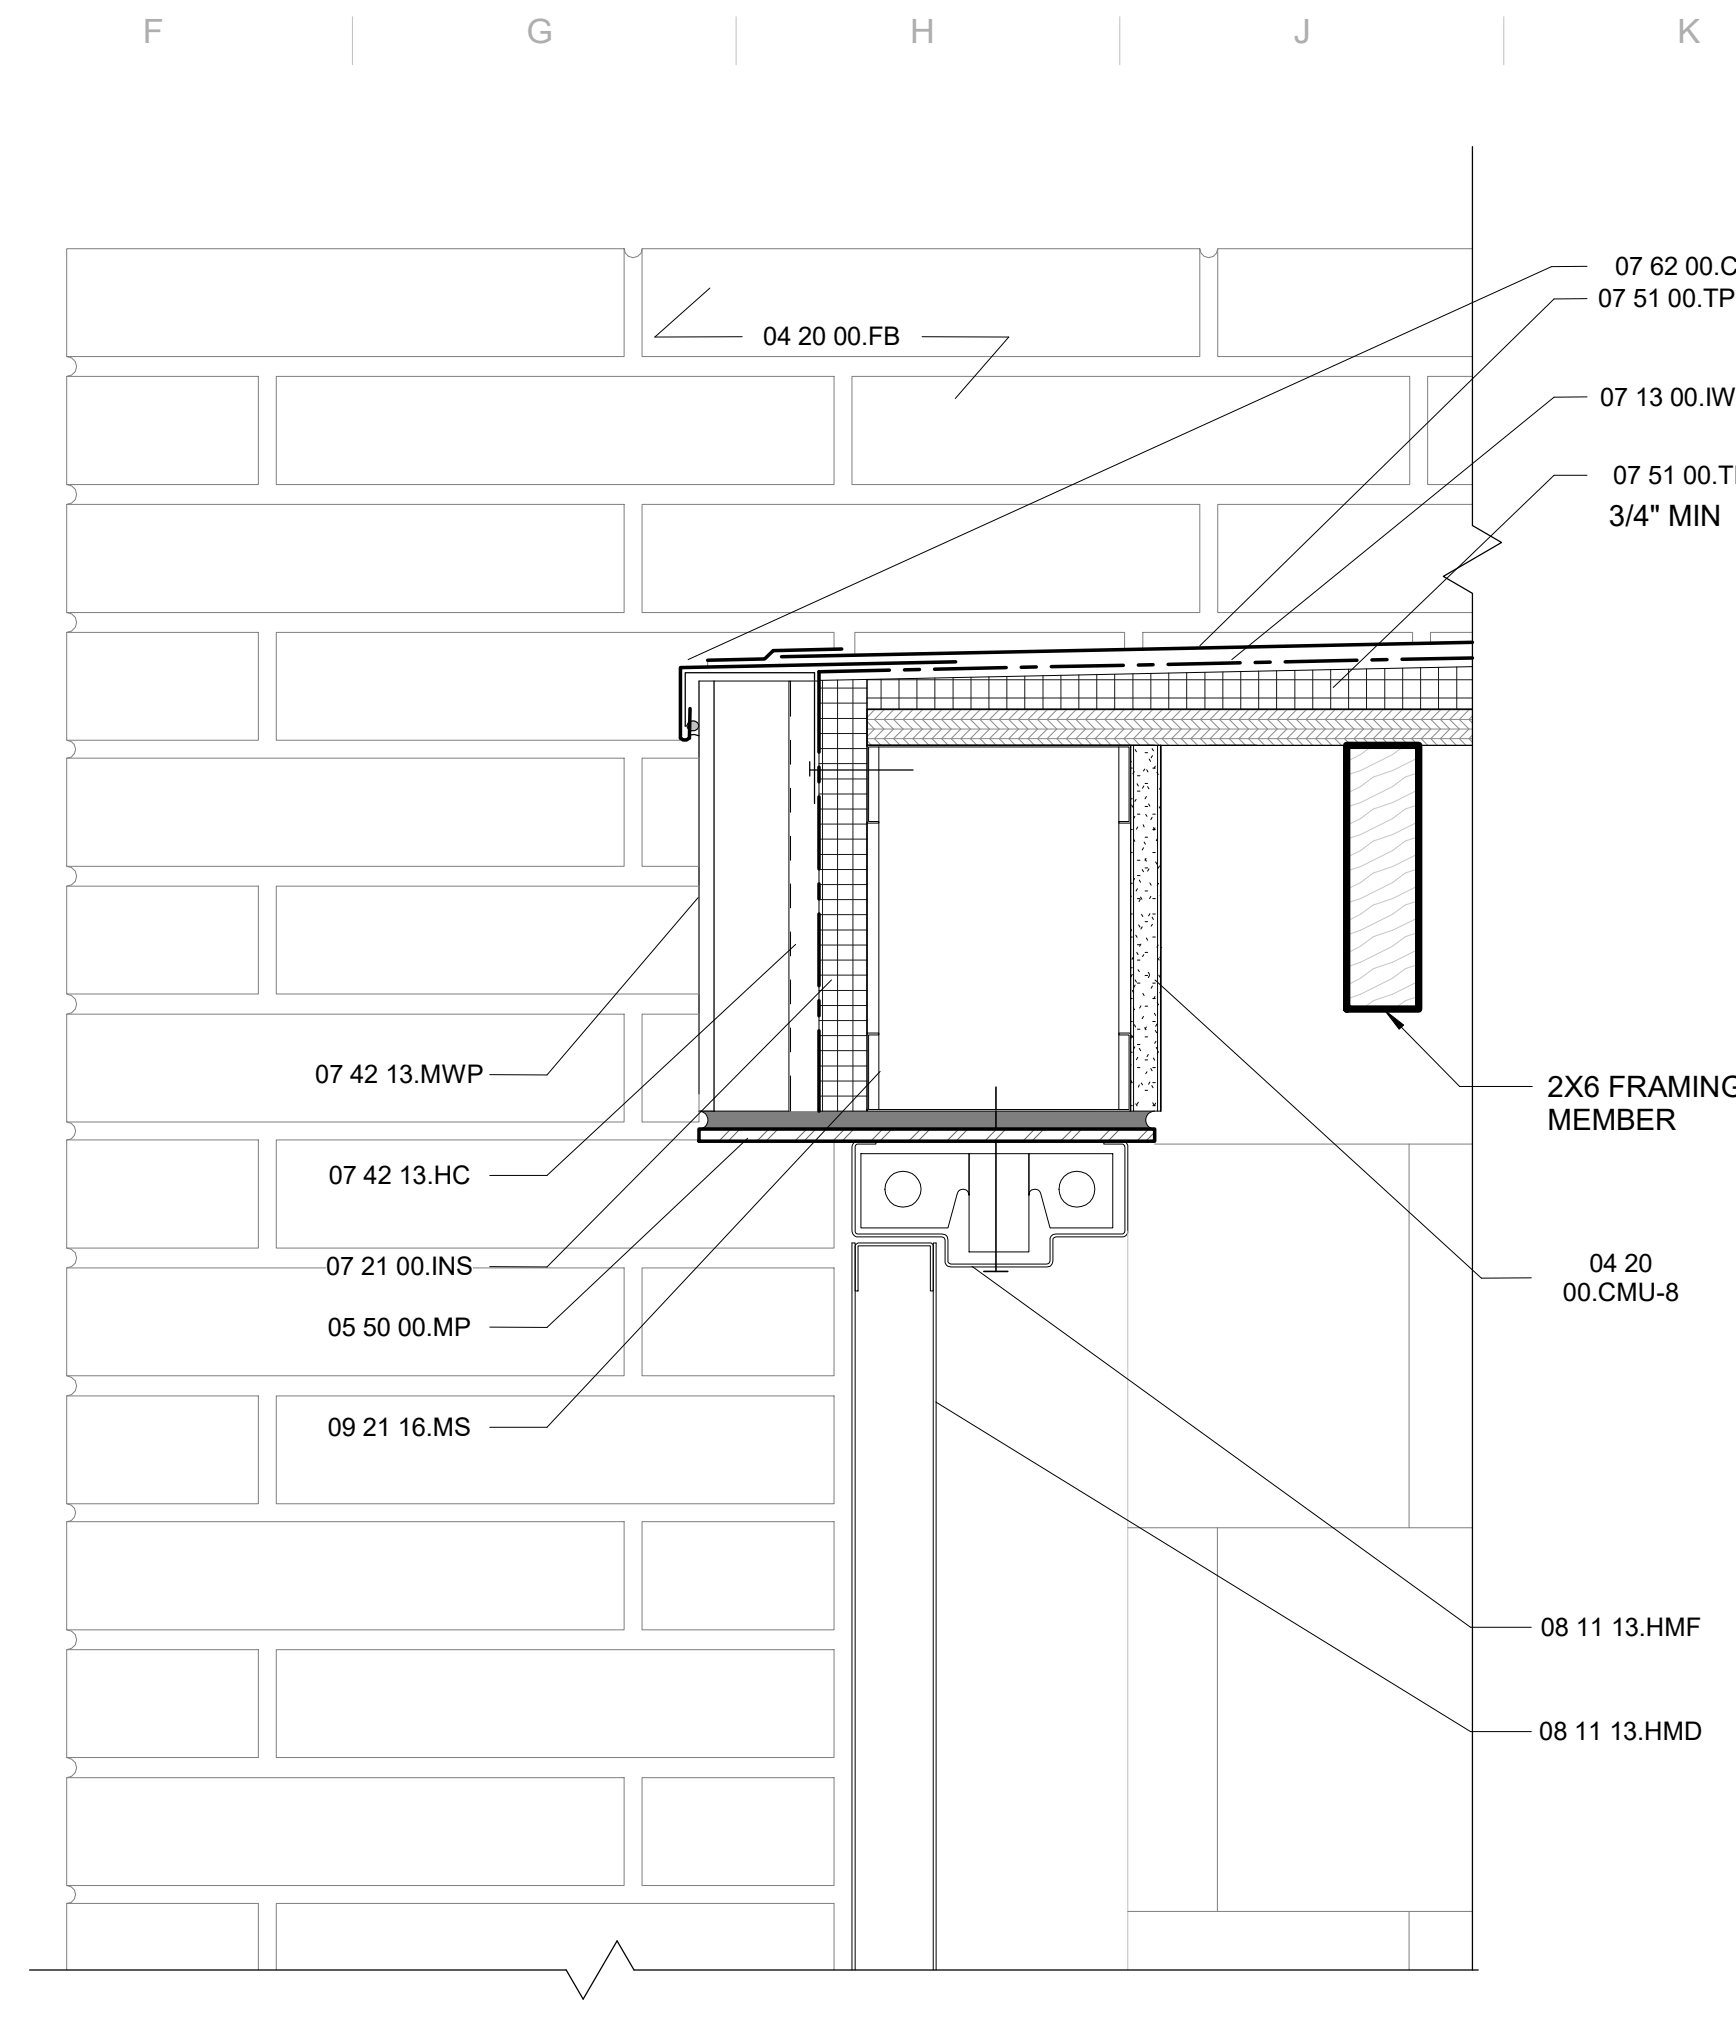 F G H J K
07 62 00.C
07 51 00.TP
04 20 00.FB
07 13 00.IW
07 51 00.T
3/4" MIN
07 42 13.MWP
2X6 FRAMING
MEMBER
07 42 13.HC
07 21 00.INS
04 20
00.CMU-8
05 50 00.MP
09 21 16.MS
08 11 13.HMF
08 11 13.HMD